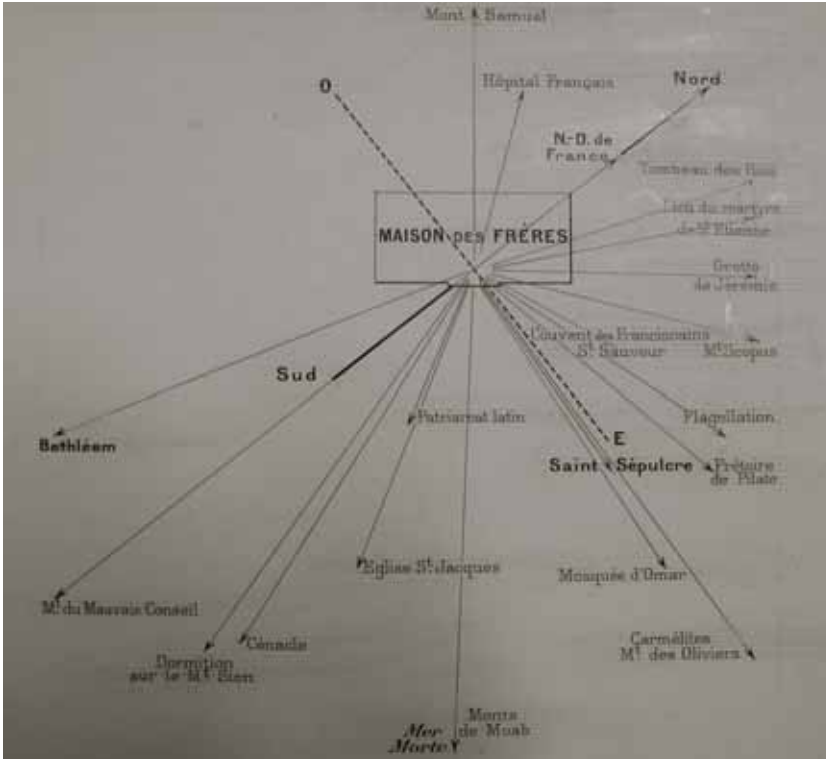 Mont Samuel
O
Hôpital Français
Nord
N.-D. de
France
Tombeau des Rois
Lieu du martyre
de St Etienne
MAISON DES FRÈRES
Grotte
de Jérémie
Couvent des Franciscains
St Sauveur
Mt Scopus
Sud
Patriarcat latin
Flagellation
E
Bethléem
Saint Sépulcre
Prétoire
de Pilate
Eglise St Jacques
Mosquée d'Omar
Mt du Mauvais Conseil
Cénacle
Carmélites
Mt des Oliviers
Dormition
sur le Mt Sion
Mer
Morte
Monts
de Moab